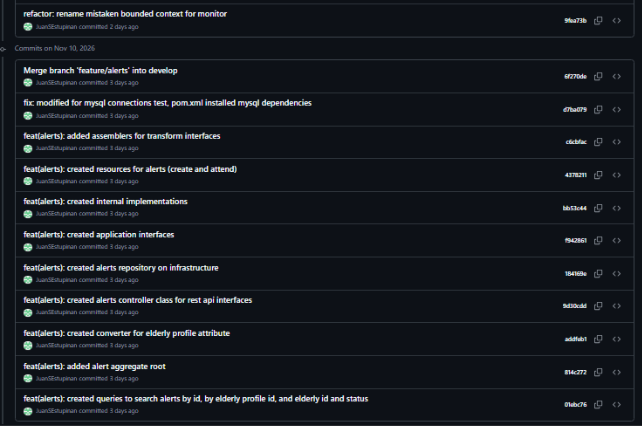 refactor: rename mistaken bounded context for monitor
JuanSEstupinan committed 2 days ago
9fea73b
Commits on Nov 10, 2026
Merge branch 'feature/alerts' into develop
JuanSEstupinan committed 3 days ago
6f270de
fix: modified for mysql connections test, pom.xml installed mysql dependencies
JuanSEstupinan committed 3 days ago
d7ba079
feat(alerts): added assemblers for transform interfaces
JuanSEstupinan committed 3 days ago
c6cbfac
feat(alerts): created resources for alerts (create and attend)
JuanSEstupinan committed 3 days ago
4378211
feat(alerts): created internal implementations
JuanSEstupinan committed 3 days ago
bb53c44
feat(alerts): created application interfaces
JuanSEstupinan committed 3 days ago
f942861
feat(alerts): created alerts repository on infrastructure
JuanSEstupinan committed 3 days ago
184169e
feat(alerts): created alerts controller class for rest api interfaces
JuanSEstupinan committed 3 days ago
9d30cdd
feat(alerts): created converter for elderly profile attribute
JuanSEstupinan committed 3 days ago
addfeb1
feat(alerts): added alert aggregate root
JuanSEstupinan committed 3 days ago
814c272
feat(alerts): created queries to search alerts by id, by elderly profile id, and elderly id and status
JuanSEstupinan committed 3 days ago
01ebc76